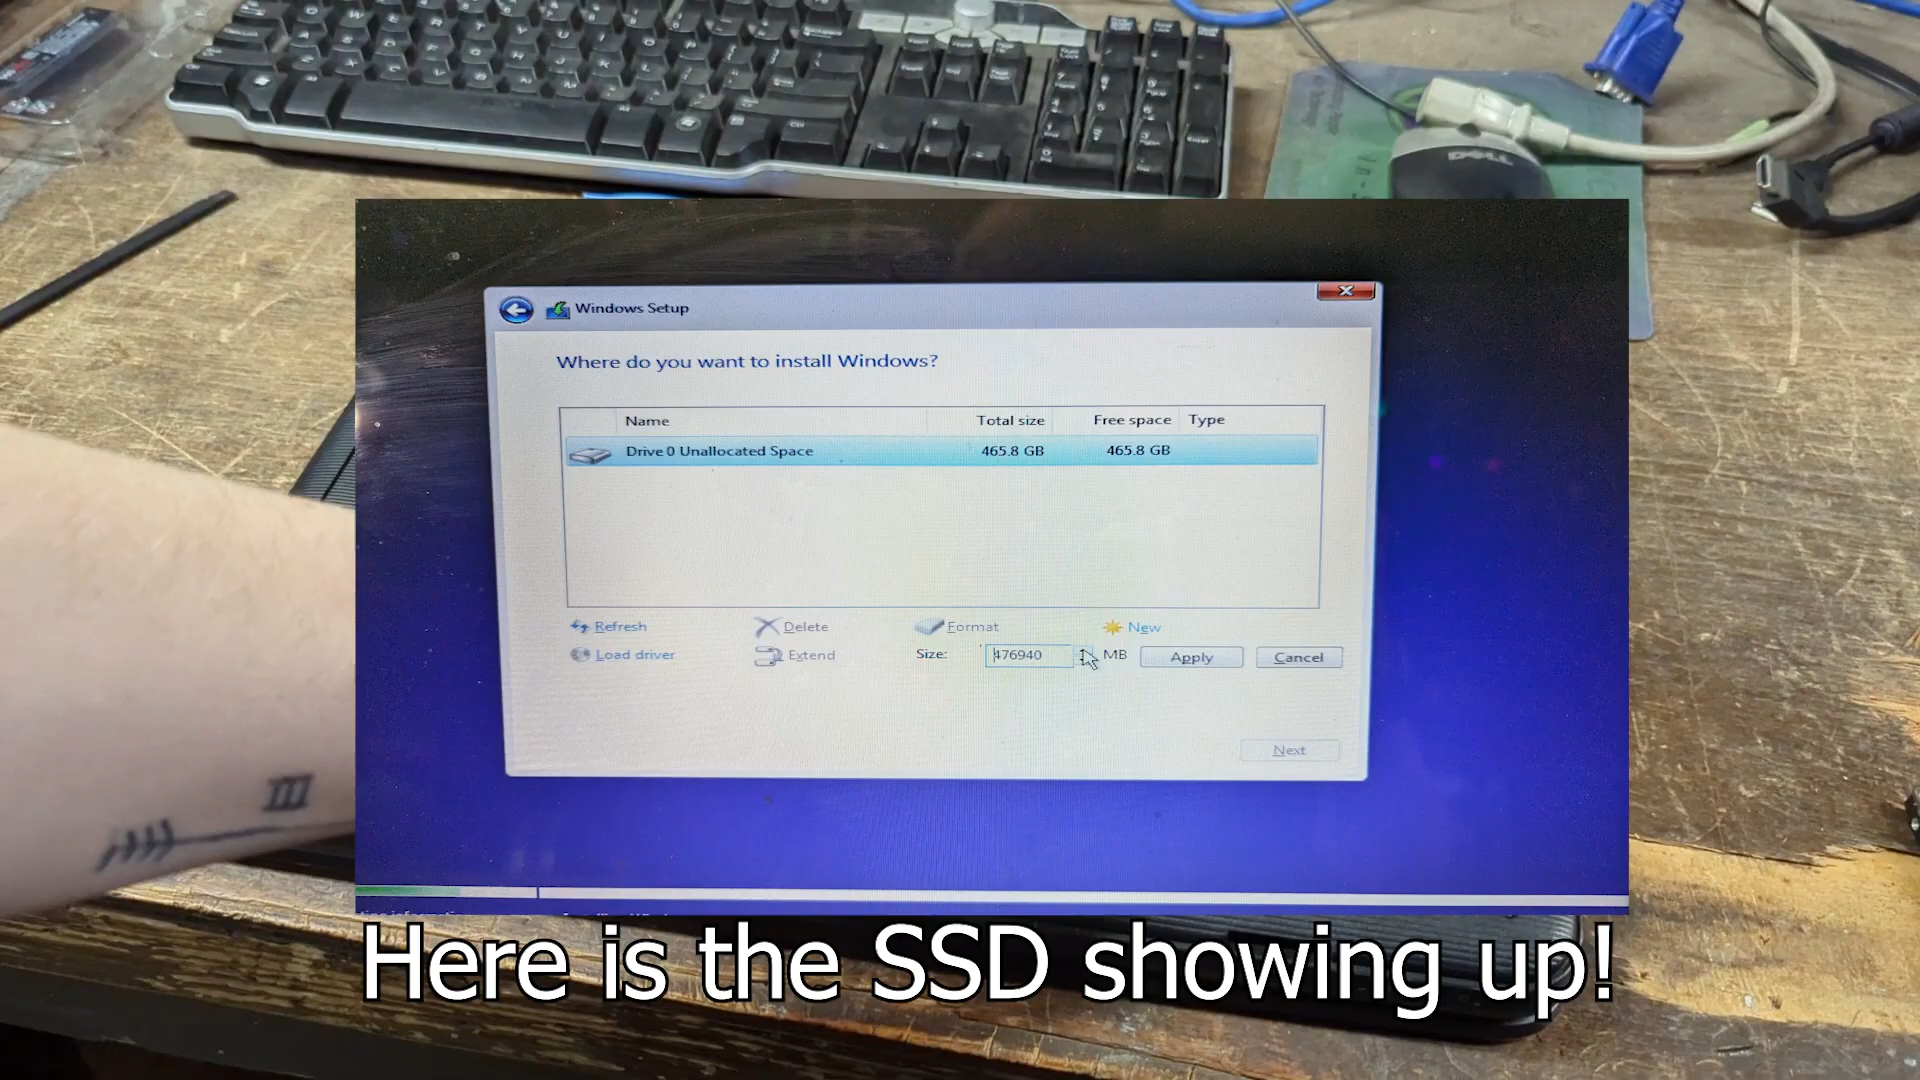 DELL
Windows Setup
Where do you want to install Windows?
Name Total size Free space Type
Drive 0 Unallocated Space 465.8 GB 465.8 GB
Refresh Delete Format New
Load driver Extend Size: 476940 MB Apply Cancel
Next
III
Here is the SSD showing up!